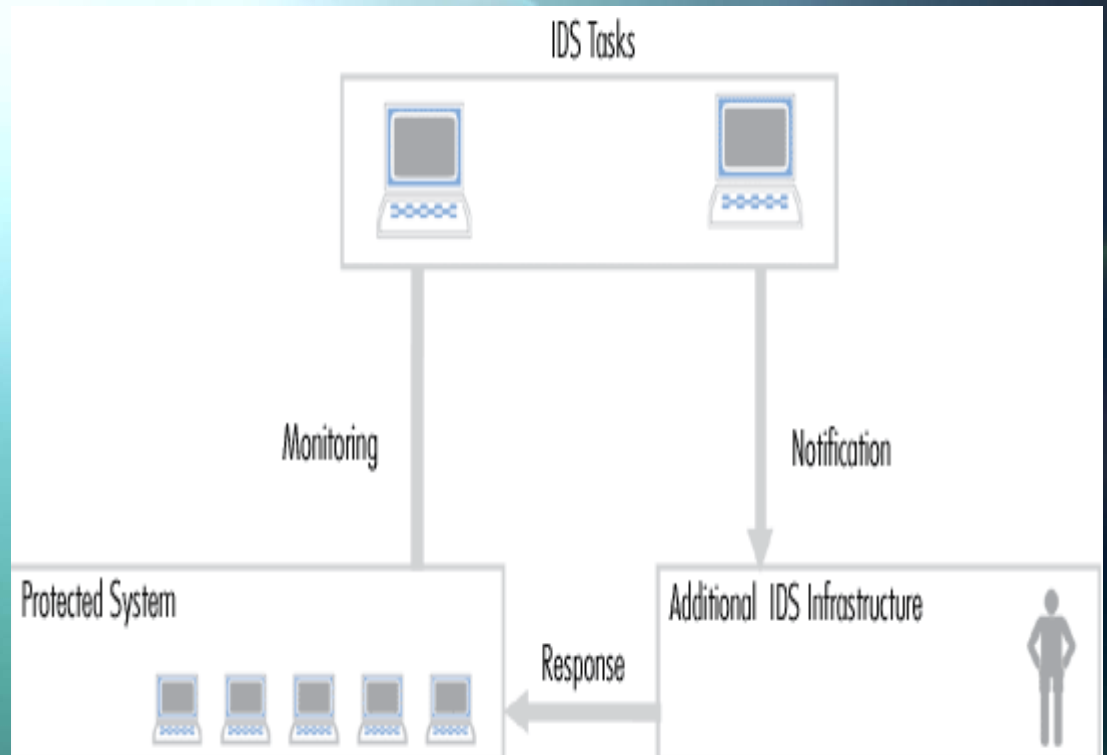 IDS Tasks
Monitoring
Notification
Protected System
Additional IDS Infrastructure
Response